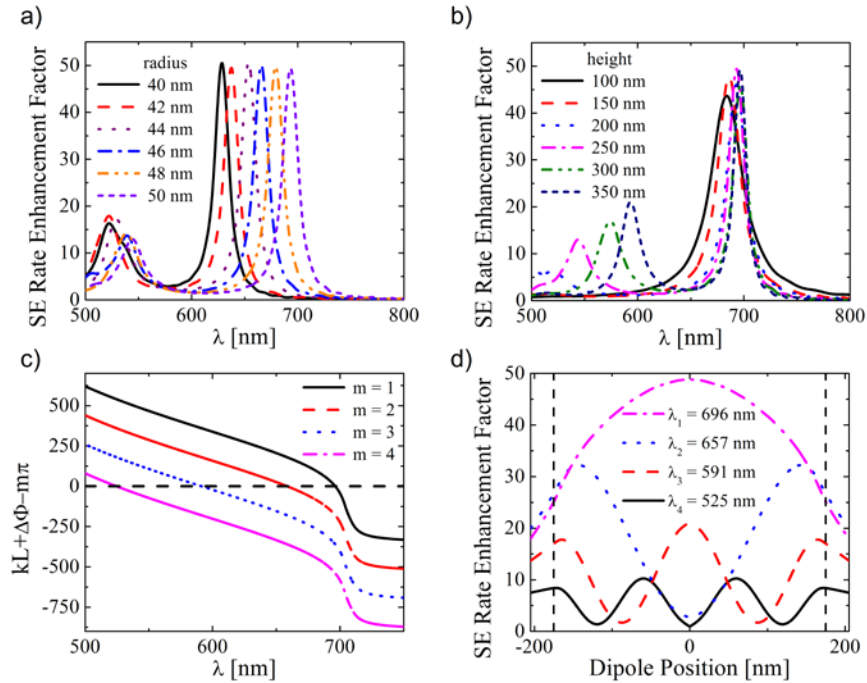 a)
SE Rate Enhancement Factor
50
40
30
20
10
0
500
600
700
800
λ [nm]
radius
40 nm
42 nm
44 nm
46 nm
48 nm
50 nm
b)
SE Rate Enhancement Factor
50
40
30
20
10
0
500
600
700
800
λ [nm]
height
100 nm
150 nm
200 nm
250 nm
300 nm
350 nm
c)
kL+ΔΦ−mπ
500
250
0
-250
-500
-750
500
600
700
λ [nm]
m = 1
m = 2
m = 3
m = 4
d)
SE Rate Enhancement Factor
50
40
30
20
10
0
-200
-100
0
100
200
Dipole Position [nm]
λ₁ = 696 nm
λ₂ = 657 nm
λ₃ = 591 nm
λ₄ = 525 nm